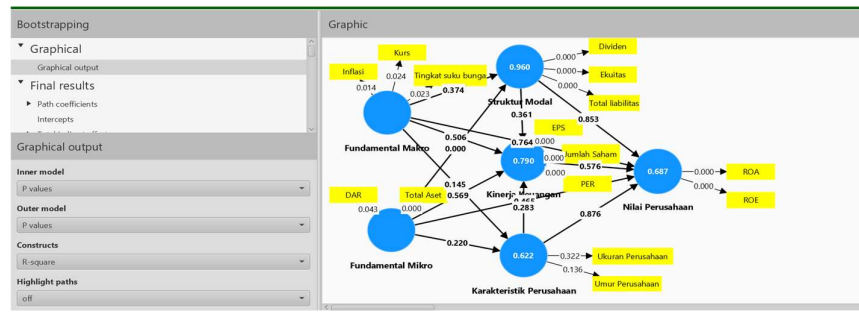 Bootstrapping
Graphical
Graphical output
Final results
Path coefficients
Intercepts
Graphical output
Inner model
P values
Outer model
P values
Constructs
R-square
Highlight paths
off
Graphic
Kurs
Inflasi
Tingkat suku bunga
0.024
0.014
0.023
0.374
Fundamental Makro
0.960
Struktur Modal
0.361
0.000
Dividen
0.000
Ekuitas
0.000
Total liabilitas
0.853
0.506
0.000
0.764
EPS
0.000
0.790
0.000
Jumlah Saham
0.576
0.000
PER
Kinerja Keuangan
0.283
0.145
0.569
DAR
Total Aset
0.043
0.000
Fundamental Mikro
0.220
0.687
Nilai Perusahaan
0.000
ROA
0.000
ROE
0.876
0.622
Karakteristik Perusahaan
0.322
Ukuran Perusahaan
0.136
Umur Perusahaan